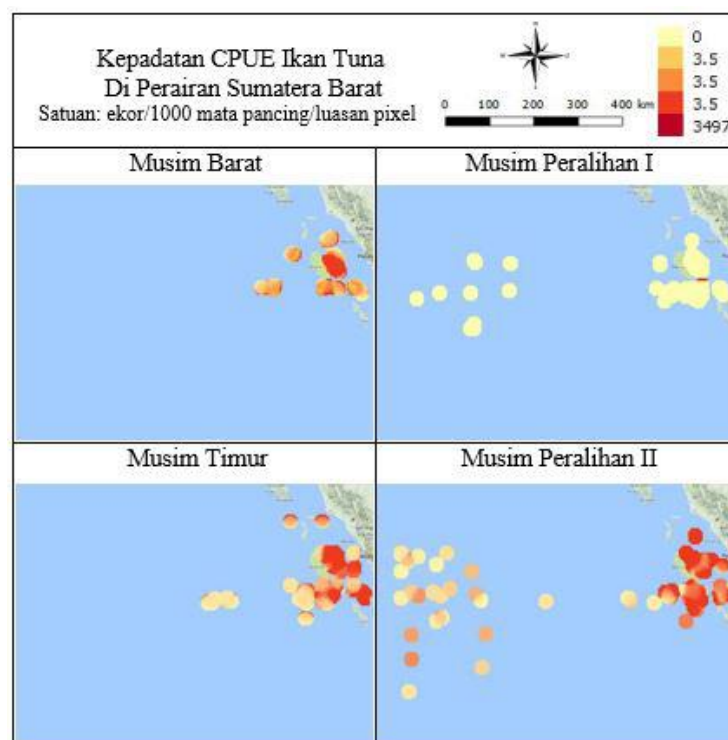 Kepadatan CPUE Ikan Tuna
Di Perairan Sumatera Barat
Satuan: ekor/1000 mata pancing/luasan pixel
0 100 200 300 400 km
0
3.5
3.5
3.5
3497
Musim Barat
Musim Peralihan I
Musim Timur
Musim Peralihan II